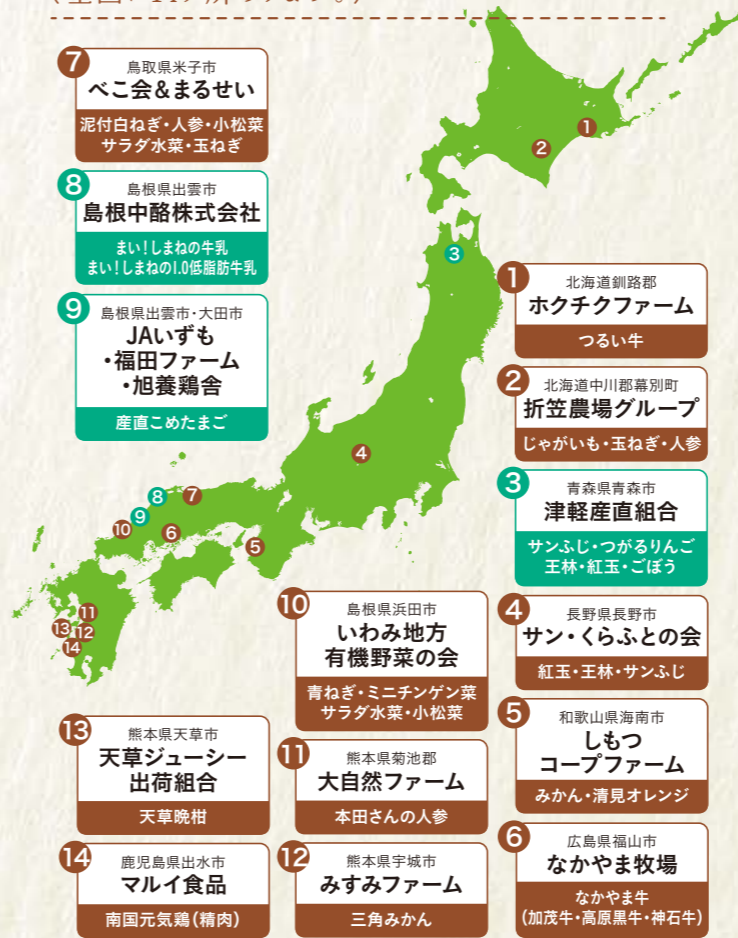 7
鳥取県米子市
べこ会&まるせい
泥付白ねぎ・人参・小松菜
サラダ水菜・玉ねぎ
8
島根県出雲市
島根中酪株式会社
まい!しまねの牛乳
まい!しまねの1.0低脂肪牛乳
9
島根県出雲市・大田市
JAいずも
・福田ファーム
・旭養鶏舎
産直こめたまご
1
2
3
4
5
6
7
8
9
10
11
12
13
14
1
北海道釧路郡
ホクチクファーム
つるい牛
2
北海道中川郡幕別町
折笠農場グループ
じゃがいも・玉ねぎ・人参
3
青森県青森市
津軽産直組合
サンふじ・つがるりんご
王林・紅玉・ごぼう
4
長野県長野市
サン・くらふとの会
紅玉・王林・サンふじ
5
和歌山県海南市
しもつ
コープファーム
みかん・清見オレンジ
6
広島県福山市
なかやま牧場
なかやま牛
(加茂牛・高原黒牛・神石牛)
10
島根県浜田市
いわみ地方
有機野菜の会
青ねぎ・ミニチンゲン菜
サラダ水菜・小松菜
11
熊本県菊池郡
大自然ファーム
本田さんの人参
12
熊本県宇城市
みすみファーム
三角みかん
13
熊本県天草市
天草ジューシー
出荷組合
天草晩柑
14
鹿児島県出水市
マルイ食品
南国元気鶏(精肉)